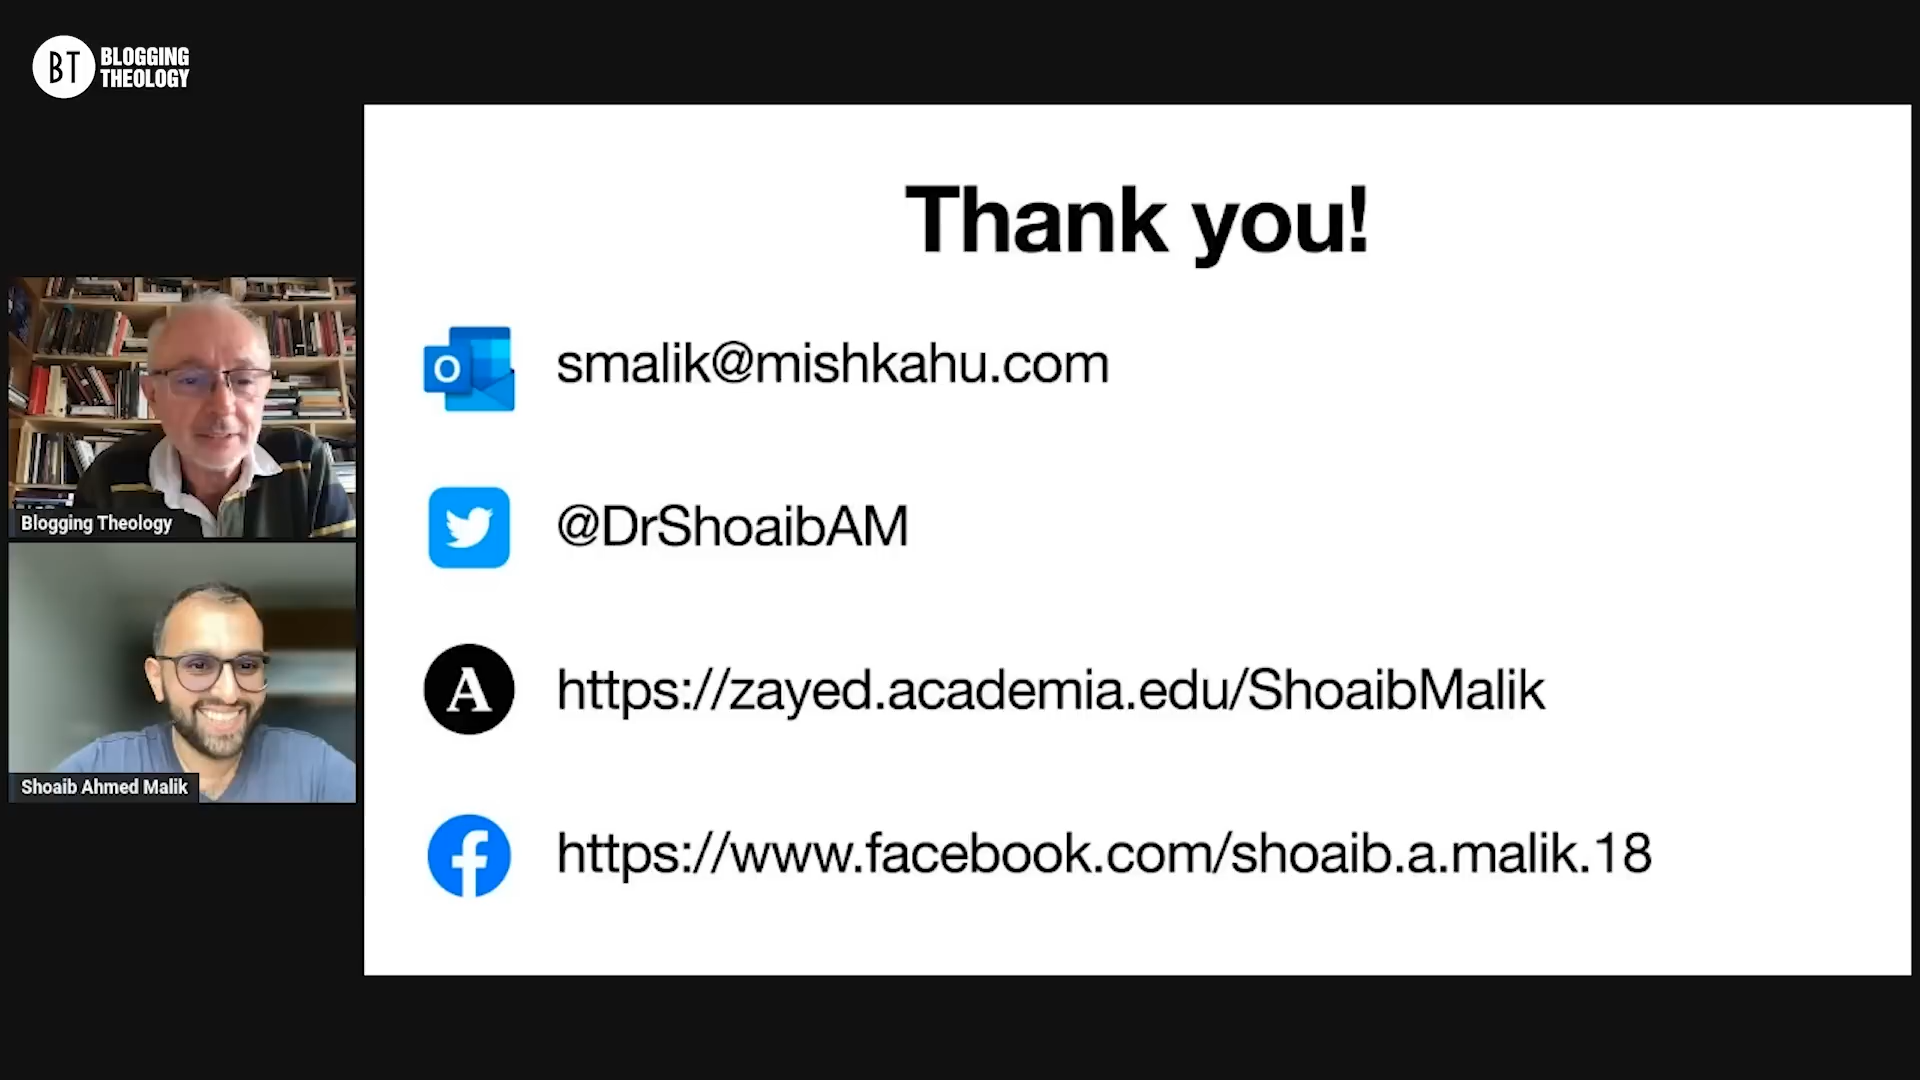 BT
BLOGGING
THEOLOGY
Thank you!
O
smalik@mishkahu.com
@DrShoaibAM
A
https://zayed.academia.edu/ShoaibMalik
f
https://www.facebook.com/shoaib.a.malik.18
Blogging Theology
Shoaib Ahmed Malik